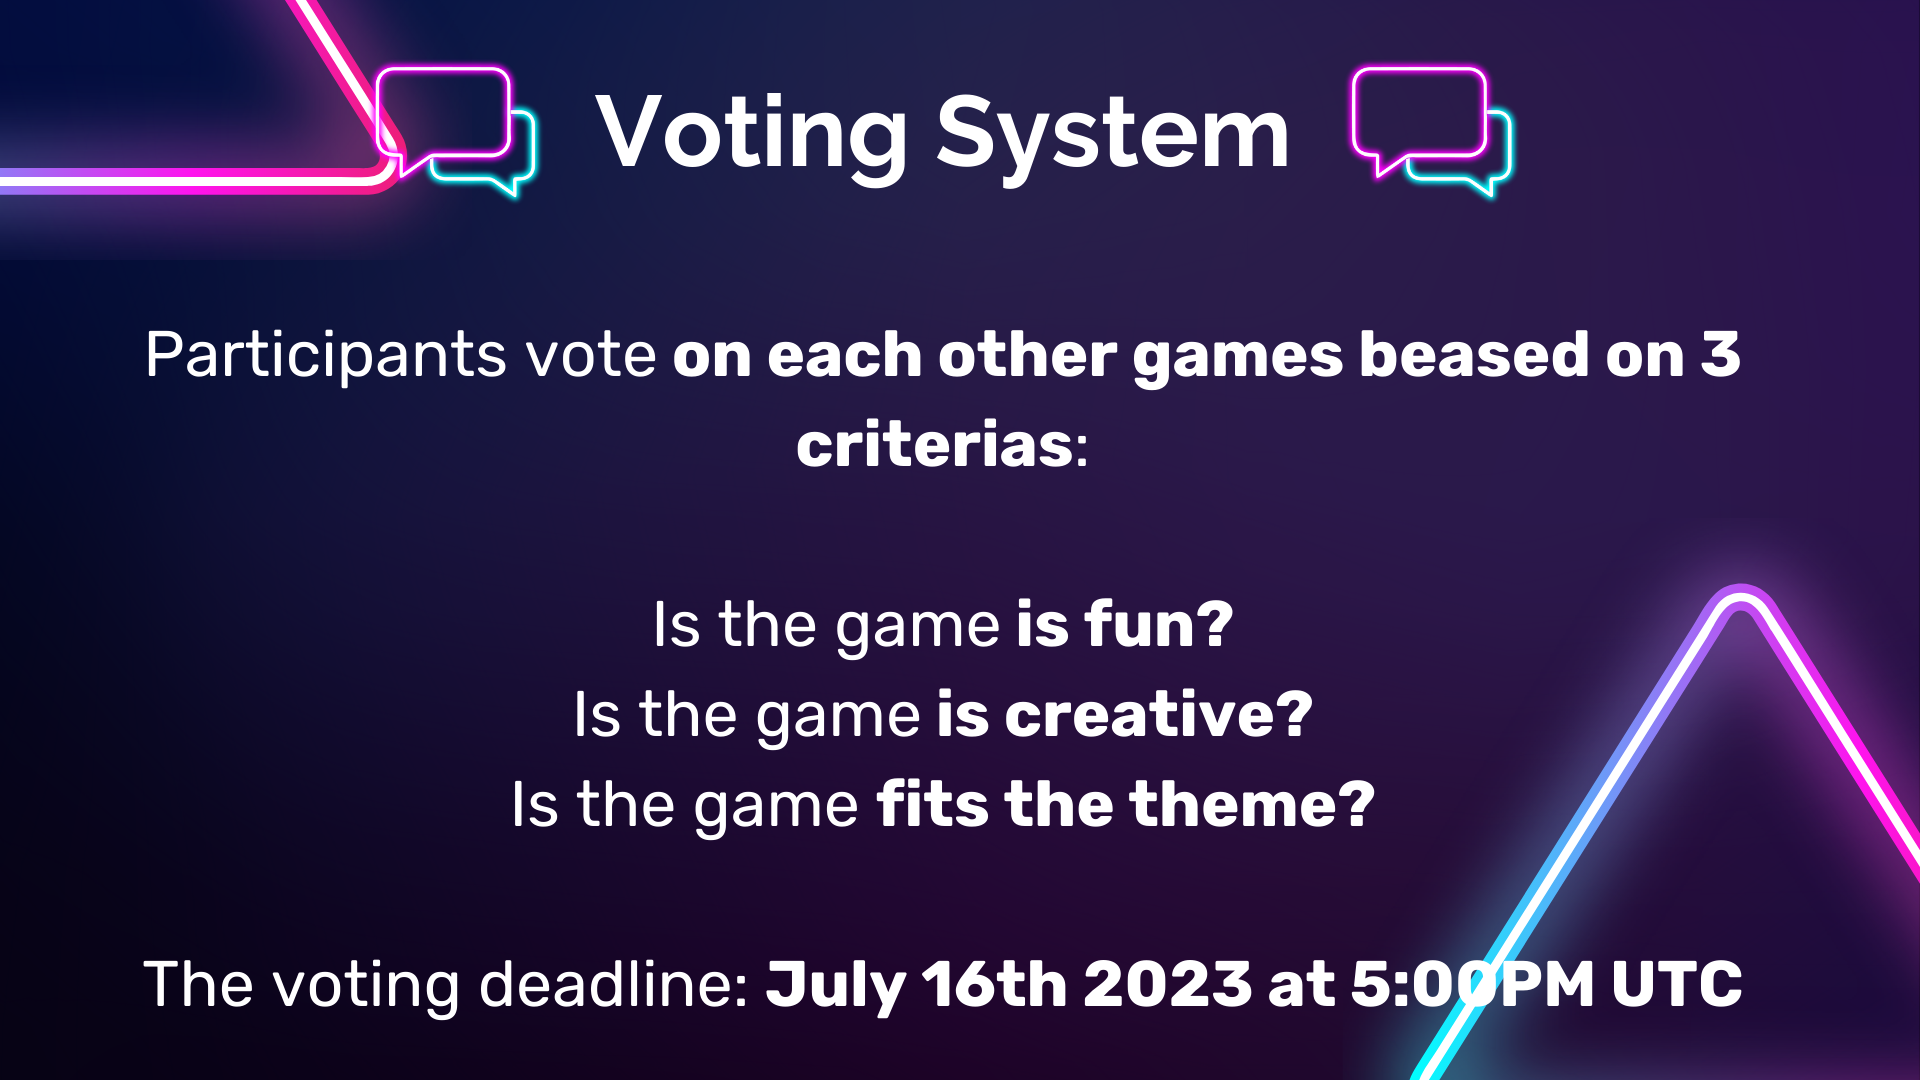 Voting System
Participants vote on each other games beased on 3
criterias:
Is the game is fun?
Is the game is creative?
Is the game fits the theme?
The voting deadline: July 16th 2023 at 5:00PM UTC